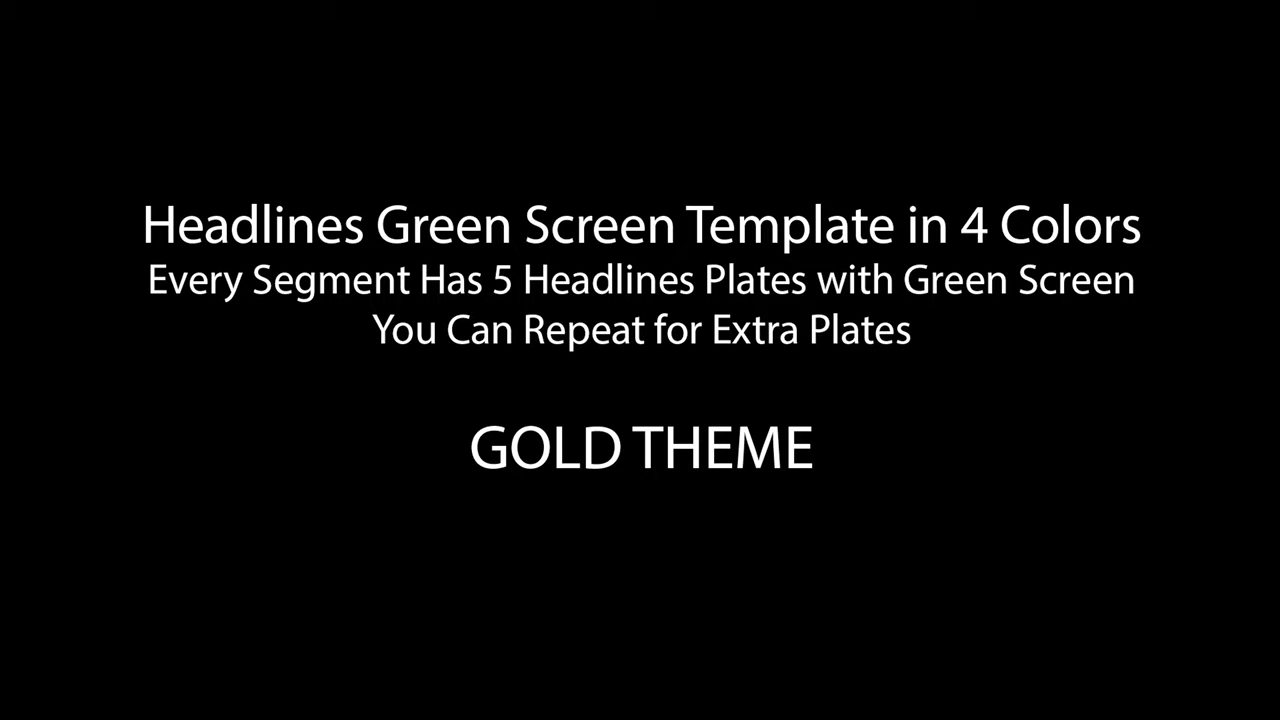 Headlines Green Screen Template in 4 Colors
Every Segment Has 5 Headlines Plates with Green Screen
You Can Repeat for Extra Plates
GOLD THEME